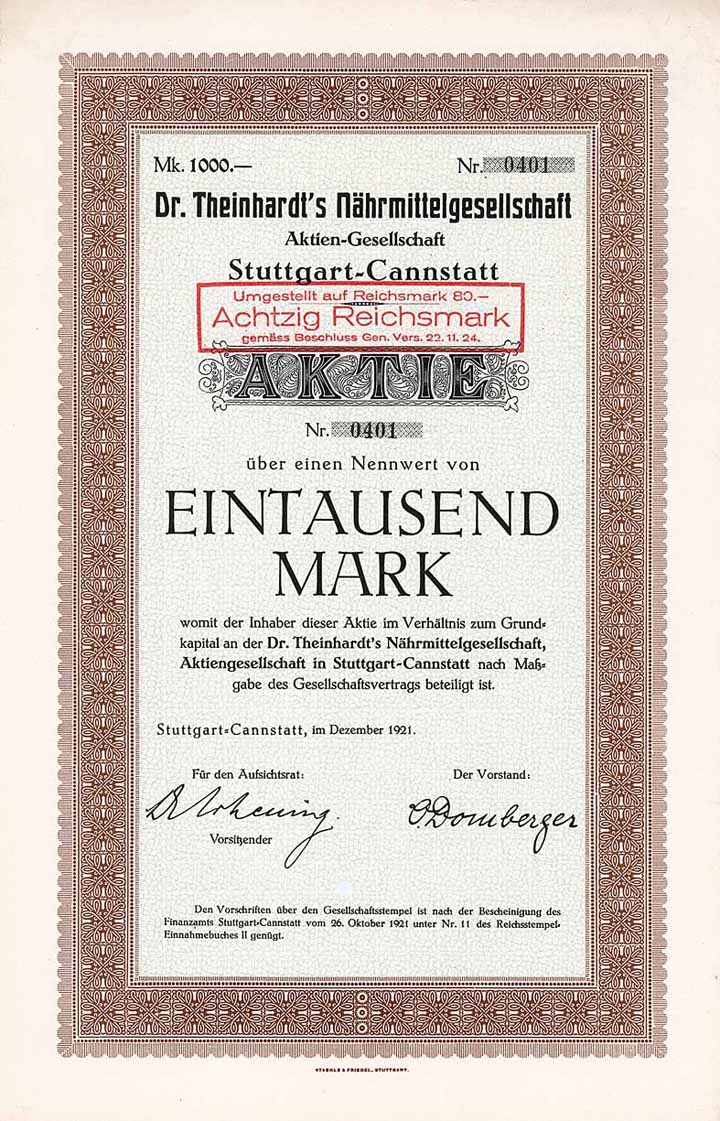 Mk. 1000.— Nr. 0401
Dr. Theinhardt's Nährmittelgesellschaft
Aktien-Gesellschaft
Stuttgart-Cannstatt
Umgestellt auf Reichsmark 80.—
Achtzig Reichsmark
gemäss Beschluss Gen. Vers. 22. 11. 24.
AKTIE
Nr. 0401
über einen Nennwert von
EINTAUSEND
MARK
womit der Inhaber dieser Aktie im Verhältnis zum Grund-
kapital an der Dr. Theinhardt's Nährmittelgesellschaft,
Aktiengesellschaft in Stuttgart-Cannstatt nach Maß-
gabe des Gesellschaftsvertrags beteiligt ist.
Stuttgart-Cannstatt, im Dezember 1921.
Für den Aufsichtsrat: Der Vorstand:
Domberger
Vorsitzender
Den Vorschriften über den Gesellschaftsstempel ist nach der Bescheinigung des
Finanzamts Stuttgart-Cannstatt vom 26. Oktober 1921 unter Nr. 11 des Reichsstempel-
Einnahmebuches II genügt.
STAEHLE & FRIEDEL, STUTTGART.